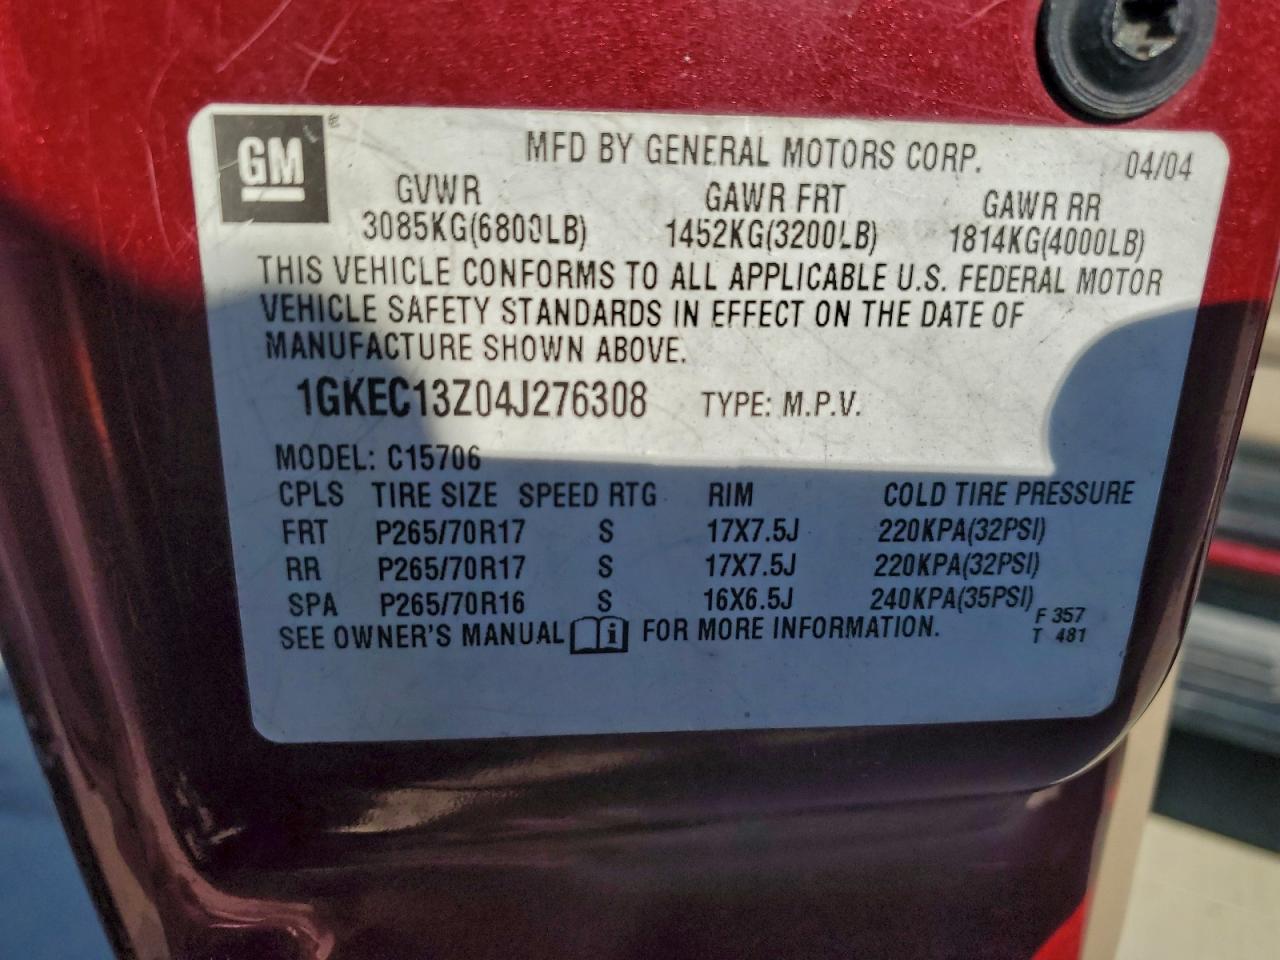 GM ®
MFD BY GENERAL MOTORS CORP. 04/04
GVWR GAWR FRT GAWR RR
3085KG(6800LB) 1452KG(3200LB) 1814KG(4000LB)
THIS VEHICLE CONFORMS TO ALL APPLICABLE U.S. FEDERAL MOTOR
VEHICLE SAFETY STANDARDS IN EFFECT ON THE DATE OF
MANUFACTURE SHOWN ABOVE.
1GKEC13Z04J276308 TYPE: M.P.V.
MODEL: C15706
CPLS TIRE SIZE SPEED RTG RIM COLD TIRE PRESSURE
FRT P265/70R17 S 17X7.5J 220KPA(32PSI)
RR P265/70R17 S 17X7.5J 220KPA(32PSI)
SPA P265/70R16 S 16X6.5J 240KPA(35PSI)
SEE OWNER'S MANUAL i FOR MORE INFORMATION.
F 357
T 481